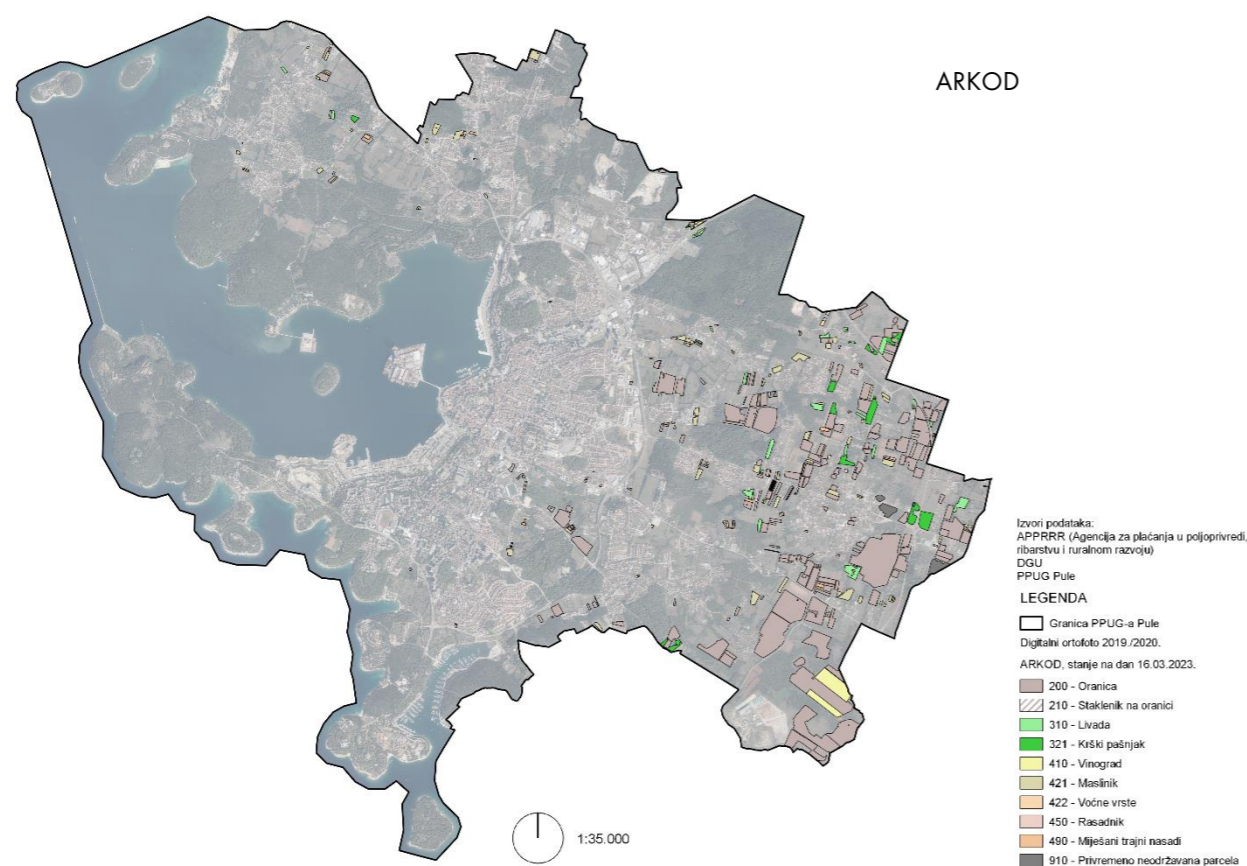 ARKOD
Izvori podataka:
APPRRR (Agencija za plaćanja u poljoprivredi,
ribarstvu i ruralnom razvoju)
DGU
PPUG Pule
LEGENDA
Granica PPUG-a Pule
Digitalni ortofoto 2019./2020.
ARKOD, stanje na dan 16.03.2023.
200 - Oranica
210 - Staklenik na oranici
310 - Livada
321 - Krški pašnjak
410 - Vinograd
421 - Maslinik
422 - Voćne vrste
450 - Rasadnik
490 - Miješani trajni nasadi
910 - Privremeno neodržavana parcela
1:35.000